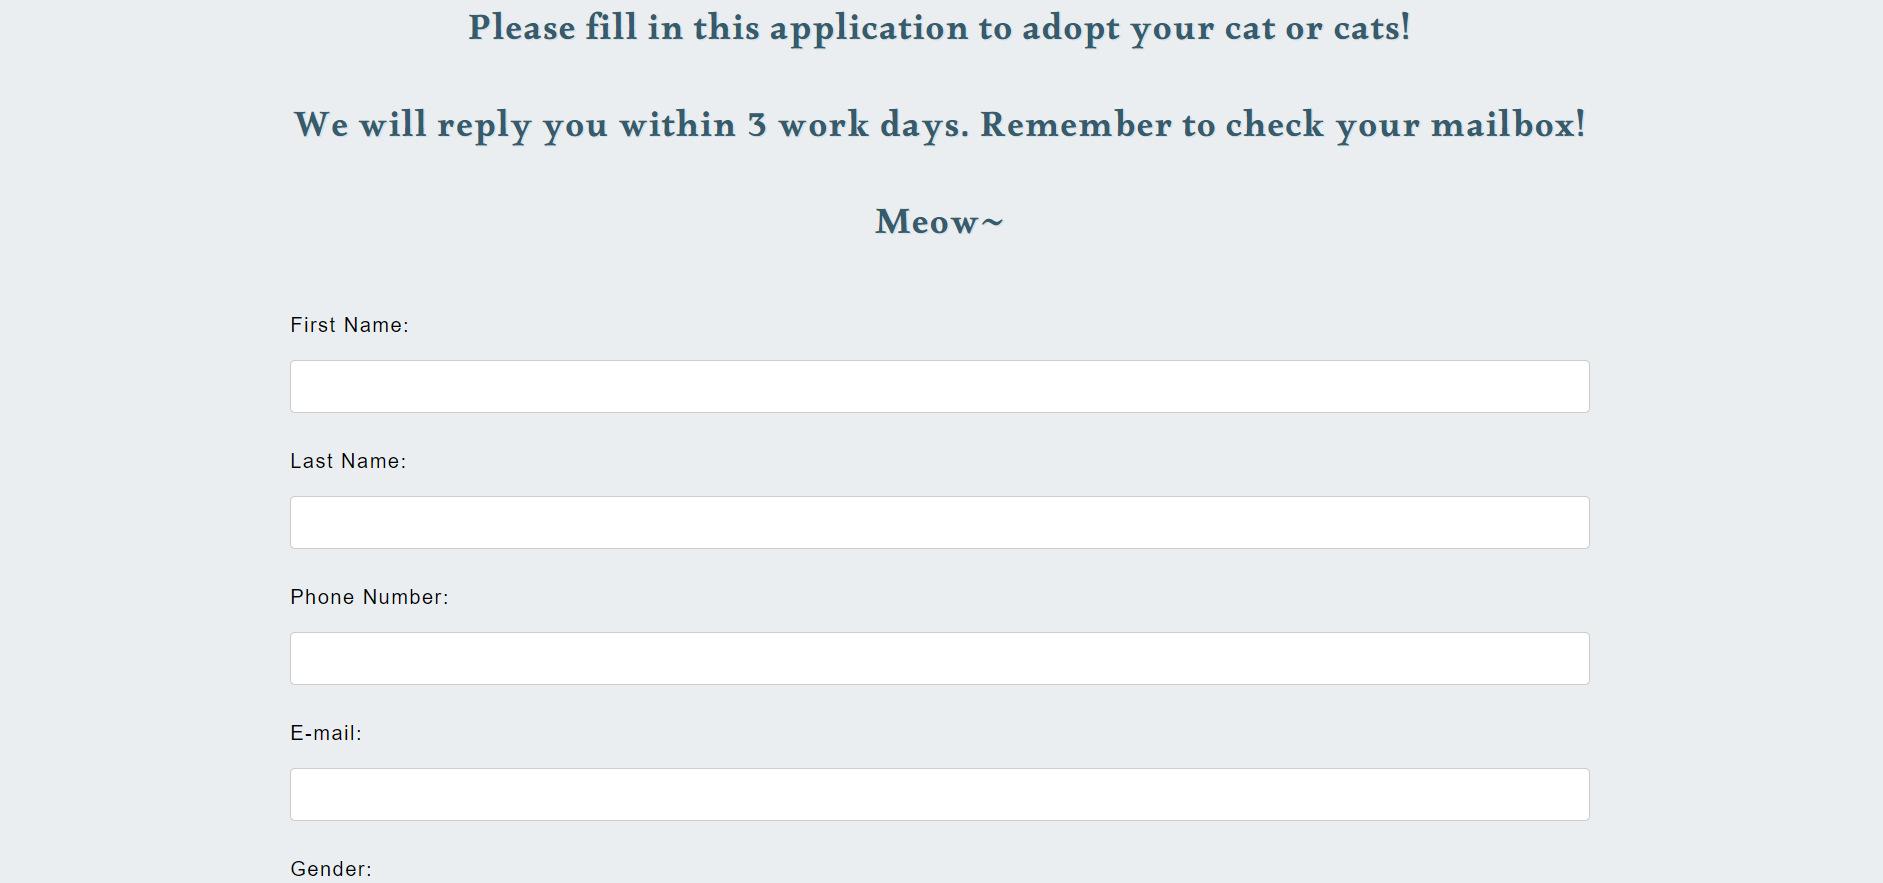 Please fill in this application to adopt your cat or cats!
We will reply you within 3 work days. Remember to check your mailbox!
Meow~
First Name:
Last Name:
Phone Number:
E-mail:
Gender: